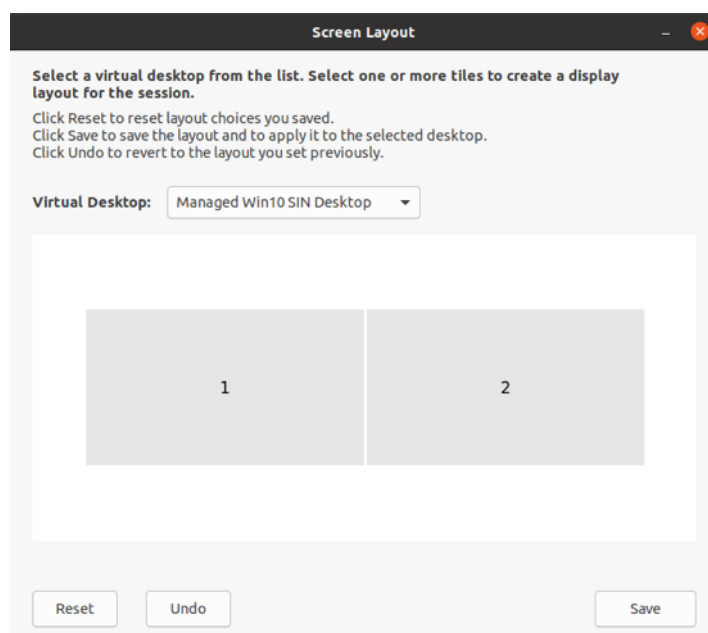 Screen Layout
Select a virtual desktop from the list. Select one or more tiles to create a display
layout for the session.
Click Reset to reset layout choices you saved.
Click Save to save the layout and to apply it to the selected desktop.
Click Undo to revert to the layout you set previously.
Virtual Desktop: Managed Win10 SIN Desktop
1 2
Reset Undo Save